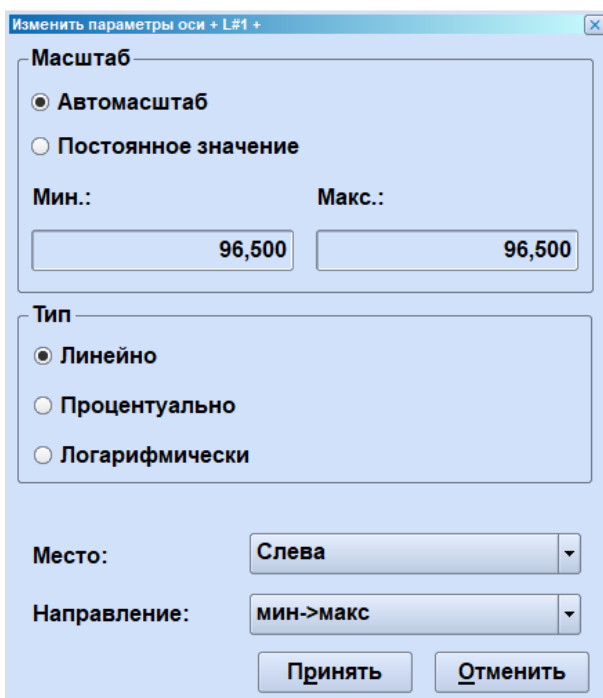 Изменить параметры оси + L#1 +
Масштаб
Автомасштаб
Постоянное значение
Мин.: Макс.:
96,500 96,500
Тип
Линейно
Процентуально
Логарифмически
Место: Слева
Направление: мин->макс
Принять Отменить